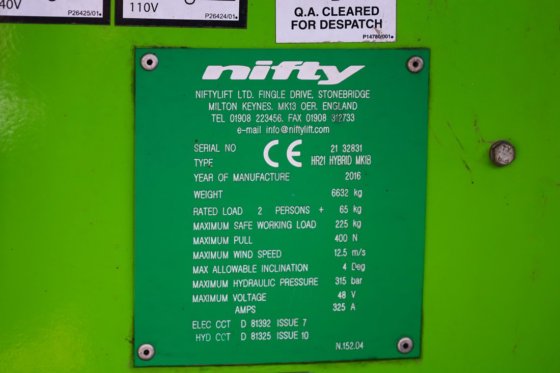 40V
P26425/01
110V
P26424/01
Q.A. CLEARED
FOR DESPATCH
P14786/001
nifty
NIFTYLIFT LTD. FINGLE DRIVE, STONEBRIDGE
MILTON KEYNES. MK13 OER. ENGLAND
TEL 01908 223456. FAX 01908 312733
e-mail info@niftylift.com
SERIAL NO 21 32831
CE
TYPE HR21 HYBRID MK1B
YEAR OF MANUFACTURE 2016
WEIGHT 6632 kg
RATED LOAD 2 PERSONS + 65 kg
MAXIMUM SAFE WORKING LOAD 225 kg
MAXIMUM PULL 400 N
MAXIMUM WIND SPEED 12.5 m/s
MAX ALLOWABLE INCLINATION 4 Deg
MAXIMUM HYDRAULIC PRESSURE 315 bar
MAXIMUM VOLTAGE 48 V
AMPS 325 A
ELEC CCT D 81392 ISSUE 7
HYD CCT D 81325 ISSUE 10
N.152.04